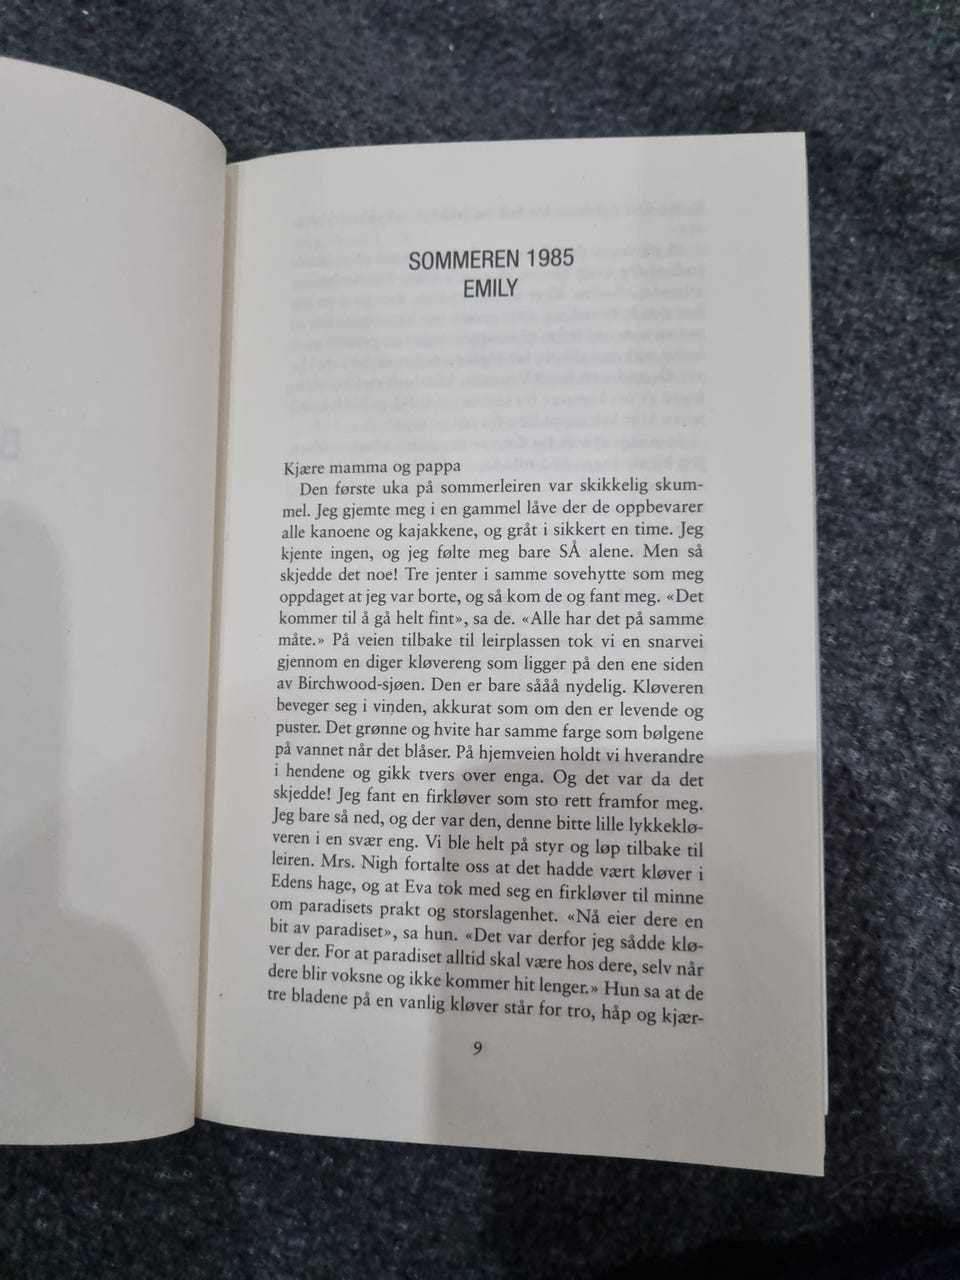 SOMMEREN 1985
EMILY
Kjære mamma og pappa
Den første uka på sommerleiren var skikkelig skum-
mel. Jeg gjemte meg i en gammel låve der de oppbevarer
alle kanoene og kajakkene, og gråt i sikkert en time. Jeg
kjente ingen, og jeg følte meg bare SÅ alene. Men så
skjedde det noe! Tre jenter i samme sovehytte som meg
oppdaget at jeg var borte, og så kom de og fant meg. «Det
kommer til å gå helt fint», sa de. «Alle har det på samme
måte.» På veien tilbake til leirplassen tok vi en snarvei
gjennom en diger kløvereng som ligger på den ene siden
av Birchwood-sjøen. Den er bare sååå nydelig. Kløveren
beveger seg i vinden, akkurat som om den er levende og
puster. Det grønne og hvite har samme farge som bølgene
på vannet når det blåser. På hjemveien holdt vi hverandre
i hendene og gikk tvers over enga. Og det var da det
skjedde! Jeg fant en firkløver som sto rett framfor meg.
Jeg bare så ned, og der var den, denne bitte lille lykkeklø-
veren i en svær eng. Vi ble helt på styr og løp tilbake til
leiren. Mrs. Nigh fortalte oss at det hadde vært kløver i
Edens hage, og at Eva tok med seg en firkløver til minne
om paradisets prakt og storslagenhet. «Nå eier dere en
bit av paradiset», sa hun. «Det var derfor jeg sådde klø-
ver der. For at paradiset alltid skal være hos dere, selv når
dere blir voksne og ikke kommer hit lenger.» Hun sa at de
tre bladene på en vanlig kløver står for tro, håp og kjær-
9